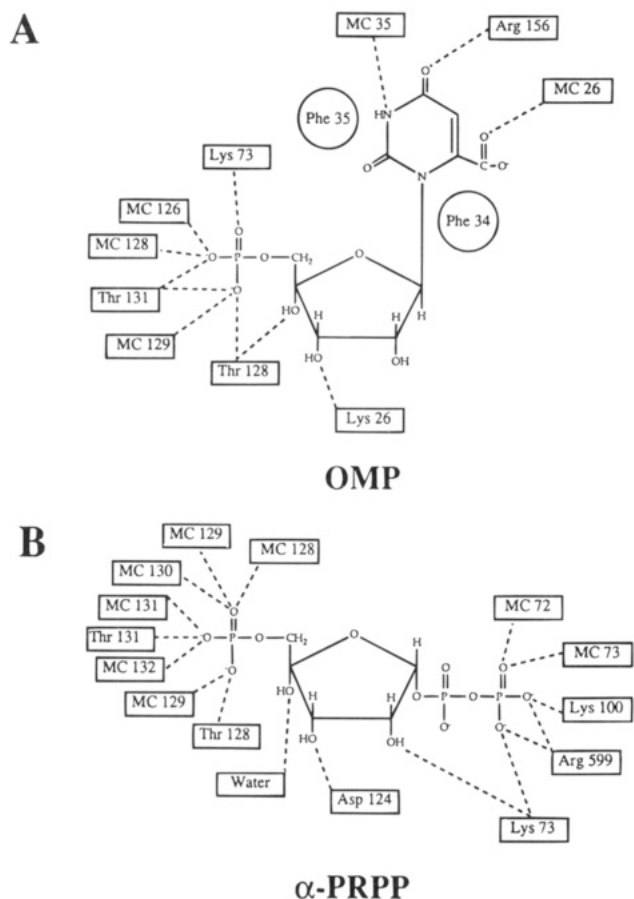 A
MC 35
Arg 156
MC 26
Phe 35
HN
O
O
O
C—O-
N
Phe 34
Lys 73
MC 126
MC 128
Thr 131
MC 129
Thr 128
O
O—P—O—CH2
O
O
HO
H
H
H
HO
OH
Lys 26
OMP
B
MC 129
MC 128
MC 130
MC 131
Thr 131
MC 132
MC 129
Thr 128
Water
O
O—P—O—CH2
O
O
HO
H
H
H
HO
OH
Asp 124
O
O
O—P—O—P—O-
O-
O-
MC 72
MC 73
Lys 100
Arg 599
Lys 73
α-PRPP